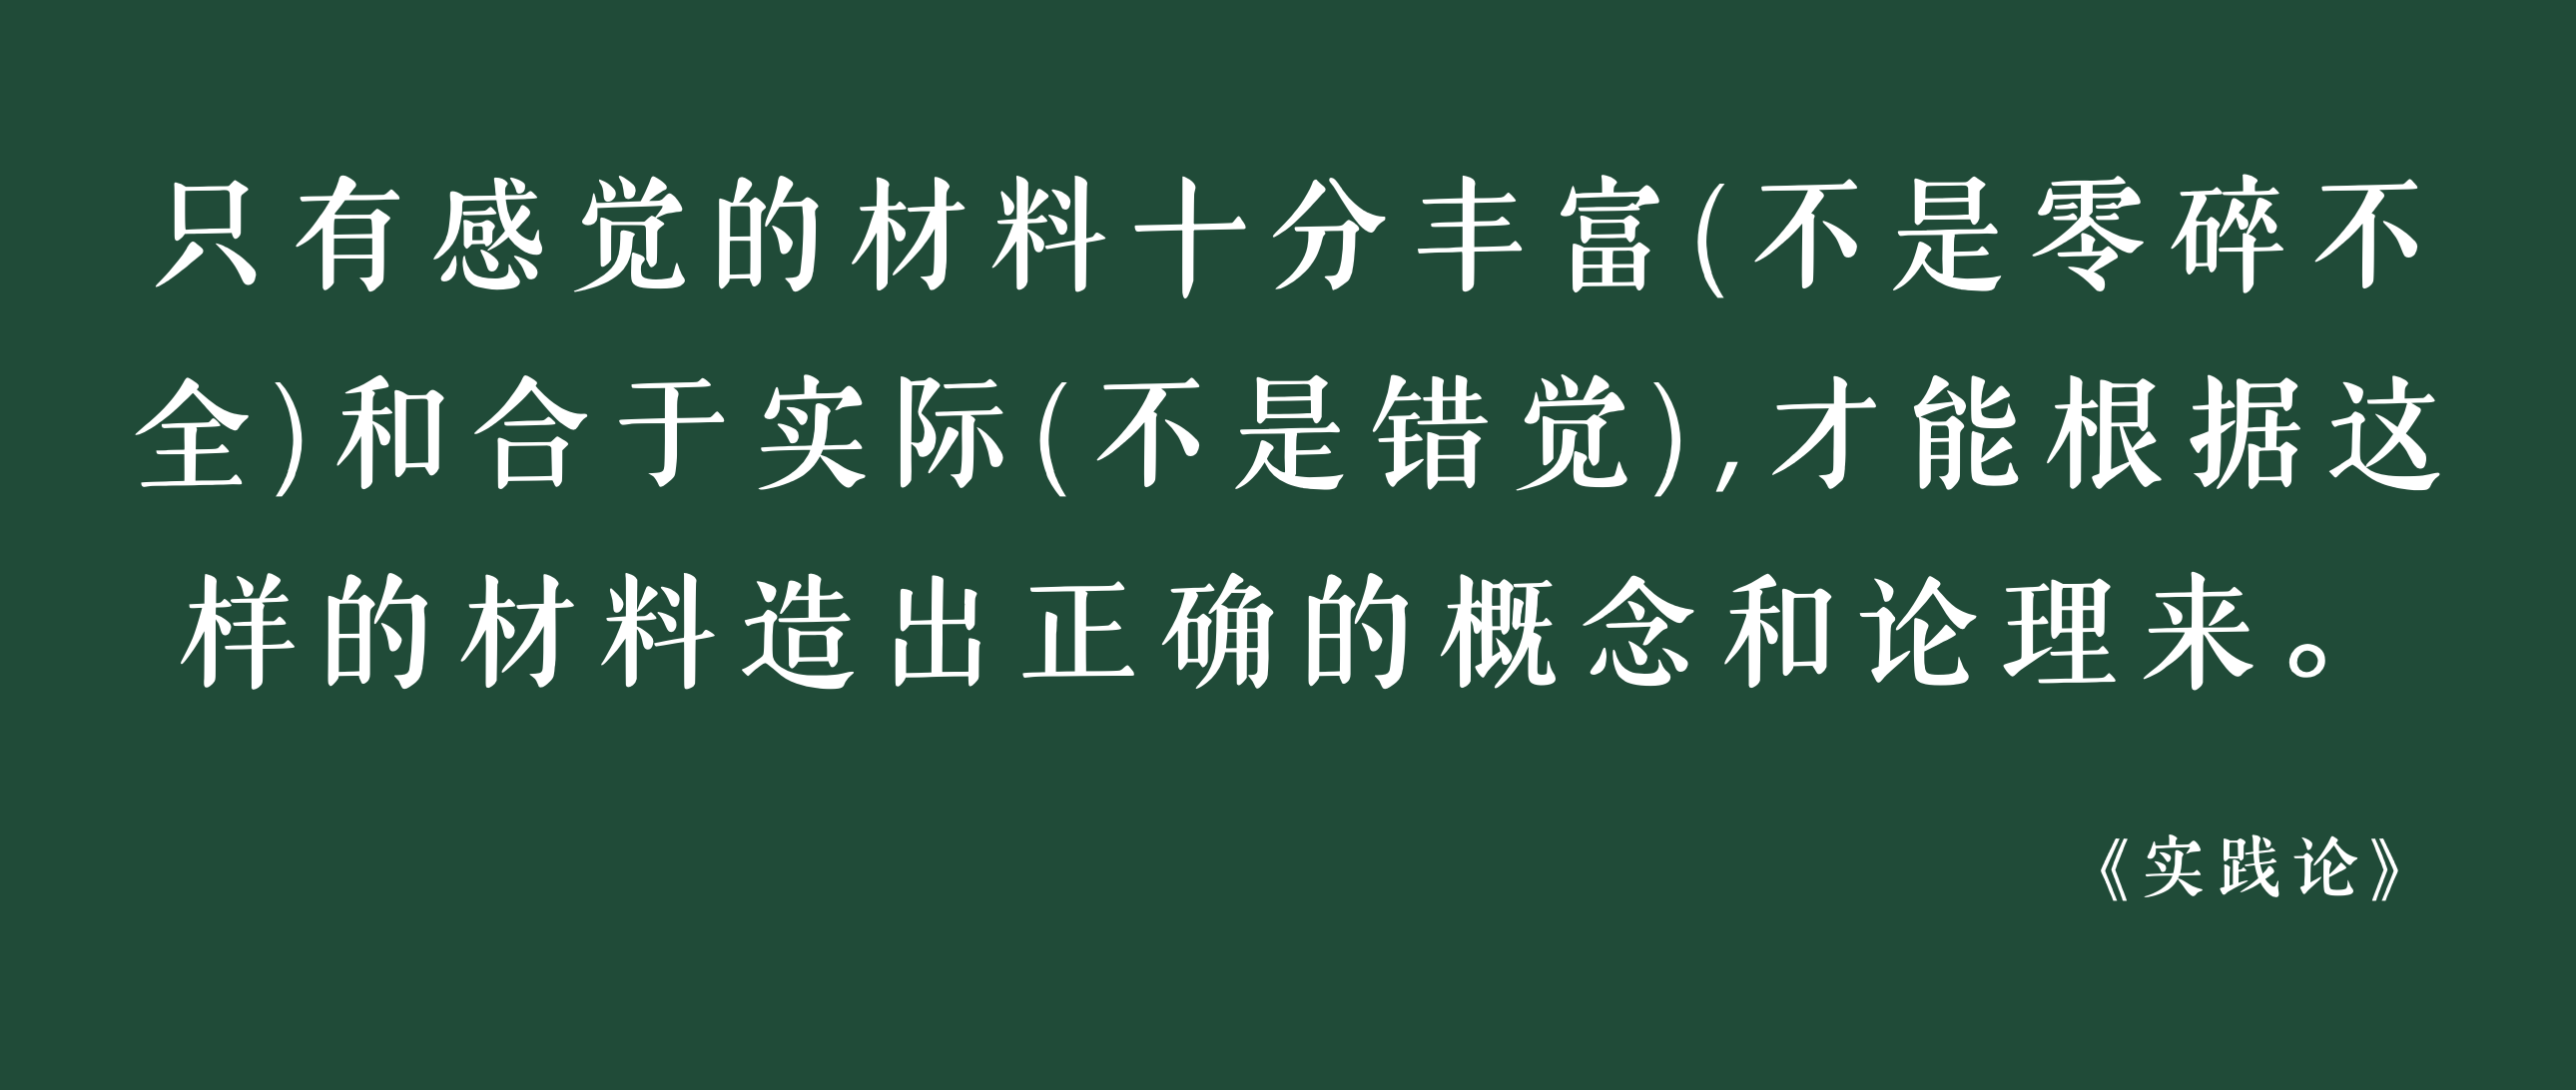 只有感觉的材料十分丰富(不是零碎不
全)和合于实际(不是错觉),才能根据这
样的材料造出正确的概念和论理来。
《实践论》